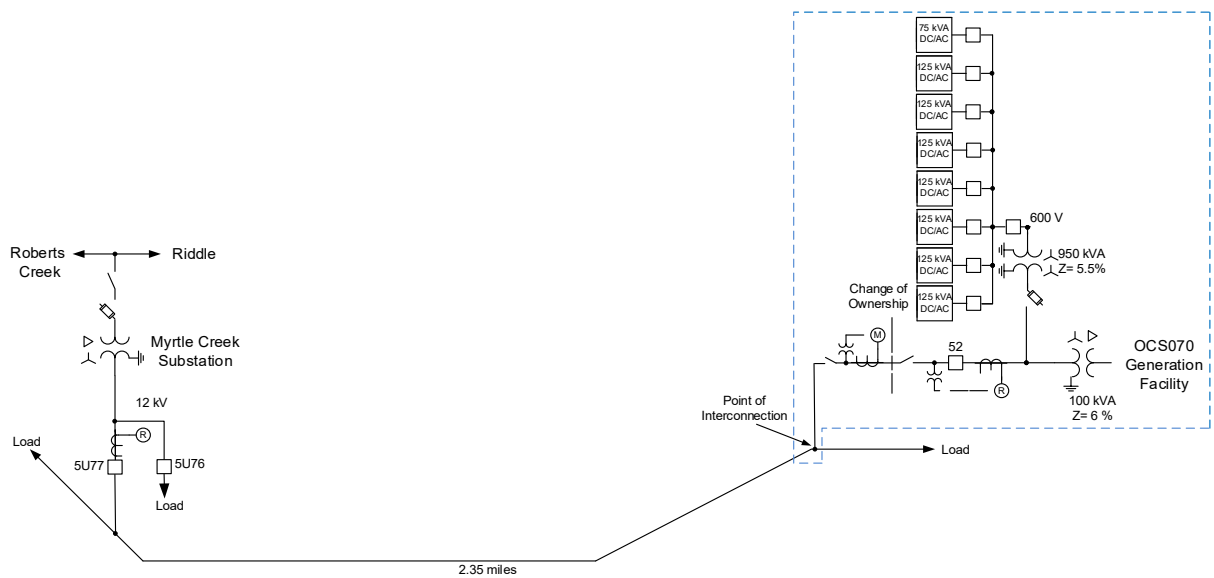 75 kVA
DC/AC
125 kVA
DC/AC
125 kVA
DC/AC
125 kVA
DC/AC
125 kVA
DC/AC
125 kVA
DC/AC
125 kVA
DC/AC
125 kVA
DC/AC
600 V
950 kVA
Z= 5.5%
Roberts
Creek
Riddle
Myrtle Creek
Substation
12 kV
R
5U77
5U76
Load
Load
2.35 miles
Change of
Ownership
M
52
R
OCS070
Generation
Facility
100 kVA
Z= 6 %
Point of
Interconnection
Load